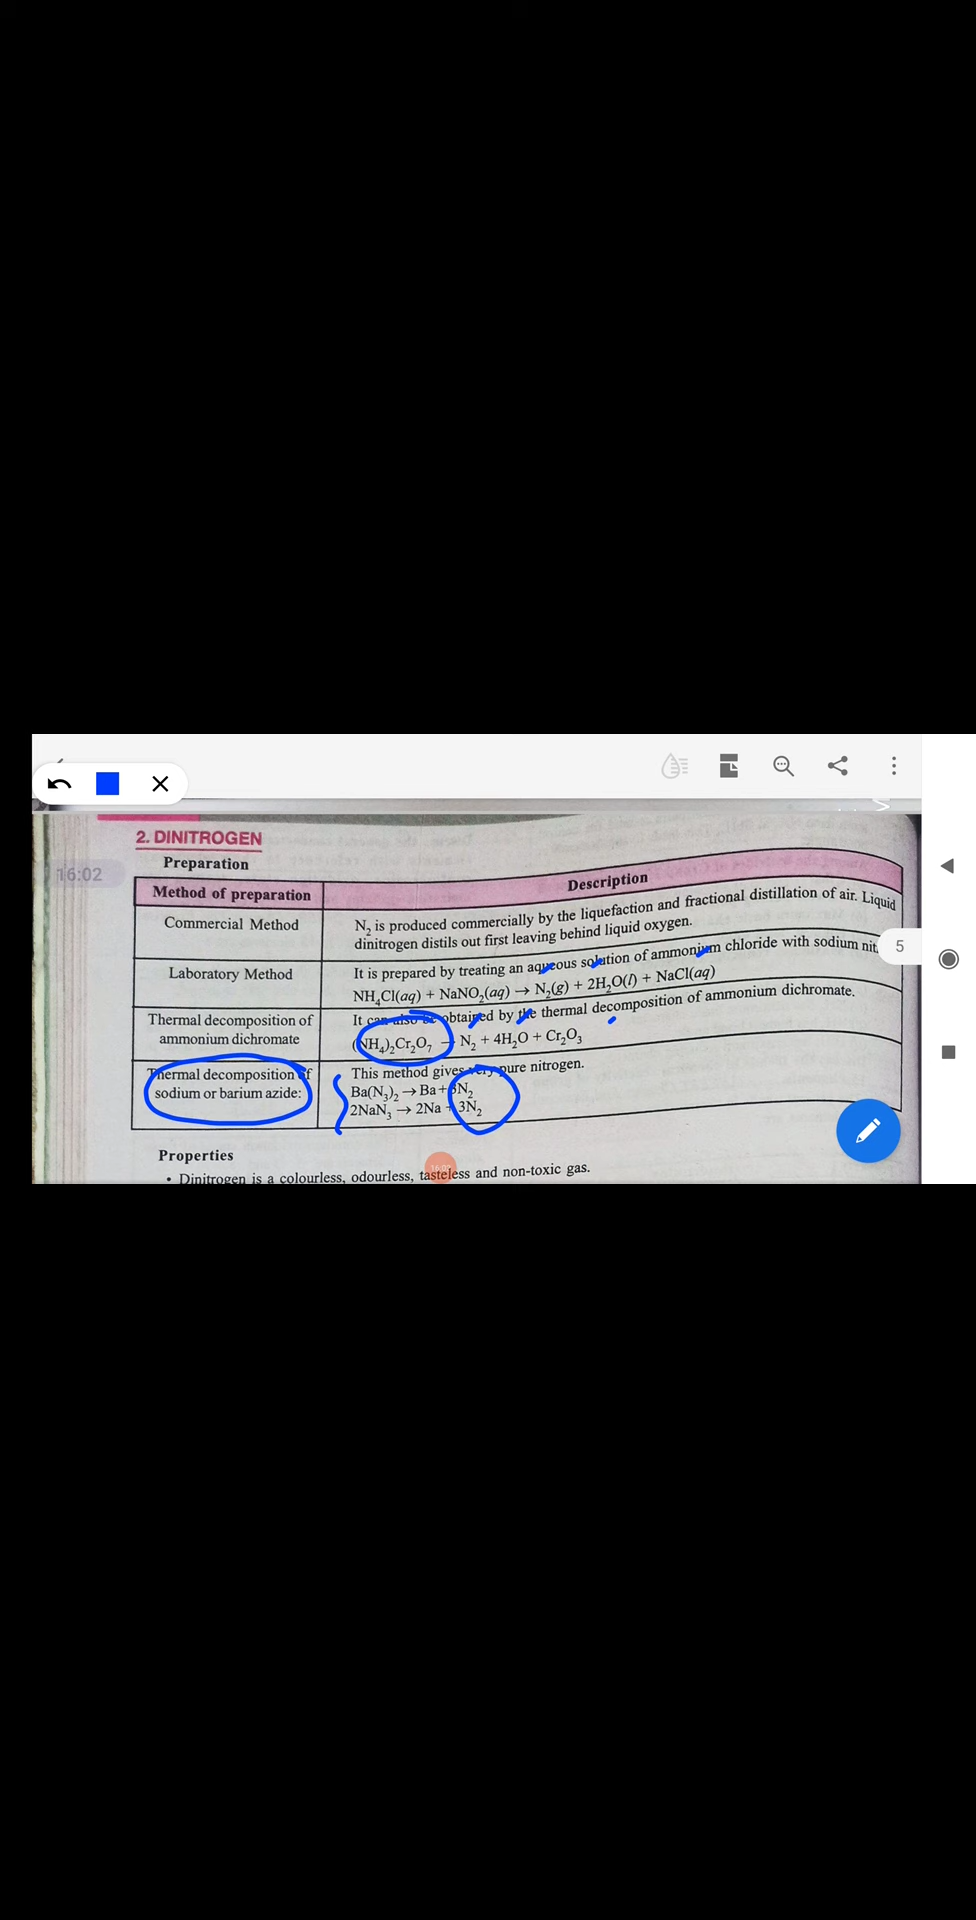 2. DINITROGEN
16:02
Preparation
Method of preparation
Description
Commercial Method
N₂ is produced commercially by the liquefaction and fractional distillation of air. Liquid
dinitrogen distils out first leaving behind liquid oxygen.
5
Laboratory Method
It is prepared by treating an aqueous solution of ammonium chloride with sodium nit
NH₄Cl(aq) + NaNO₂(aq) → N₂(g) + 2H₂O(l) + NaCl(aq)
Thermal decomposition of
ammonium dichromate
It can also be obtained by the thermal decomposition of ammonium dichromate.
(NH₄)₂Cr₂O₇ → N₂ + 4H₂O + Cr₂O₃
Thermal decomposition of
sodium or barium azide:
This method gives very pure nitrogen.
Ba(N₃)₂ → Ba + 3N₂
2NaN₃ → 2Na + 3N₂
Properties
• Dinitrogen is a colourless, odourless, tasteless and non-toxic gas.